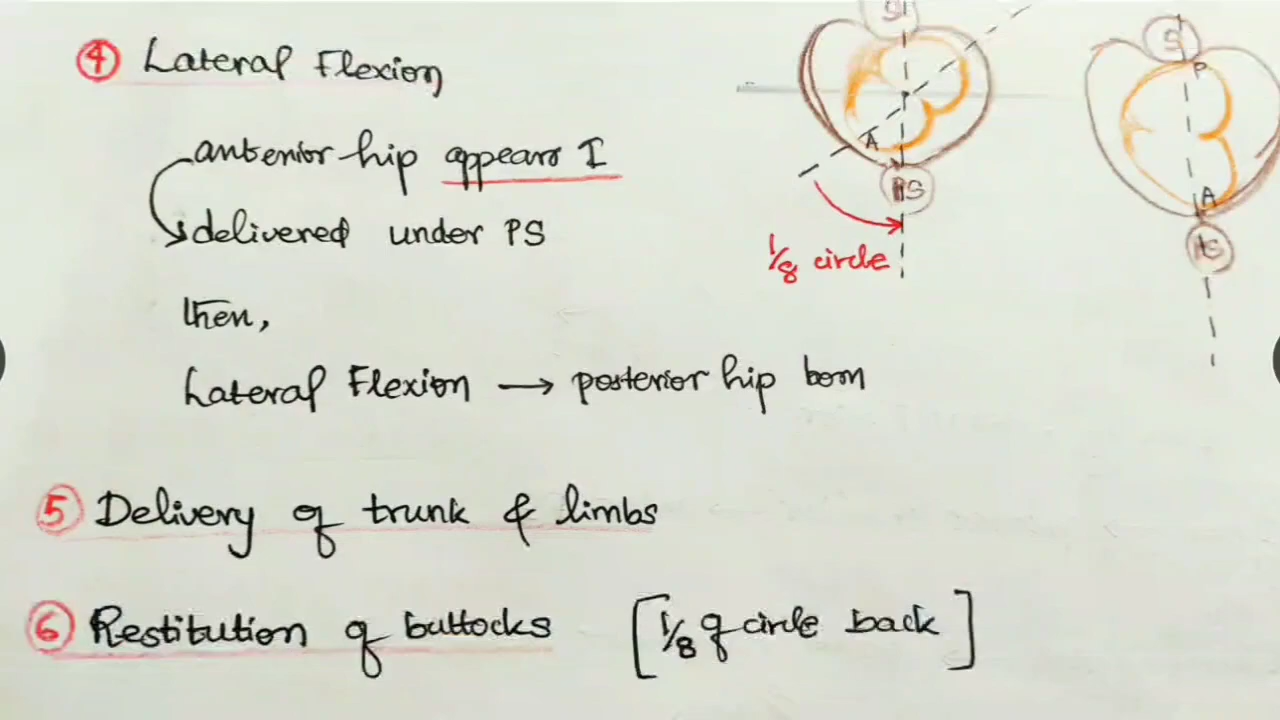 ④ Lateral Flexion
anterior hip appears I
delivered under PS
then,
Lateral Flexion → posterior hip born
⑤ Delivery of trunk & limbs
⑥ Restitution of buttocks [1/8 of circle back]
S
A
PS
1/8 circle
S
P
A
PS